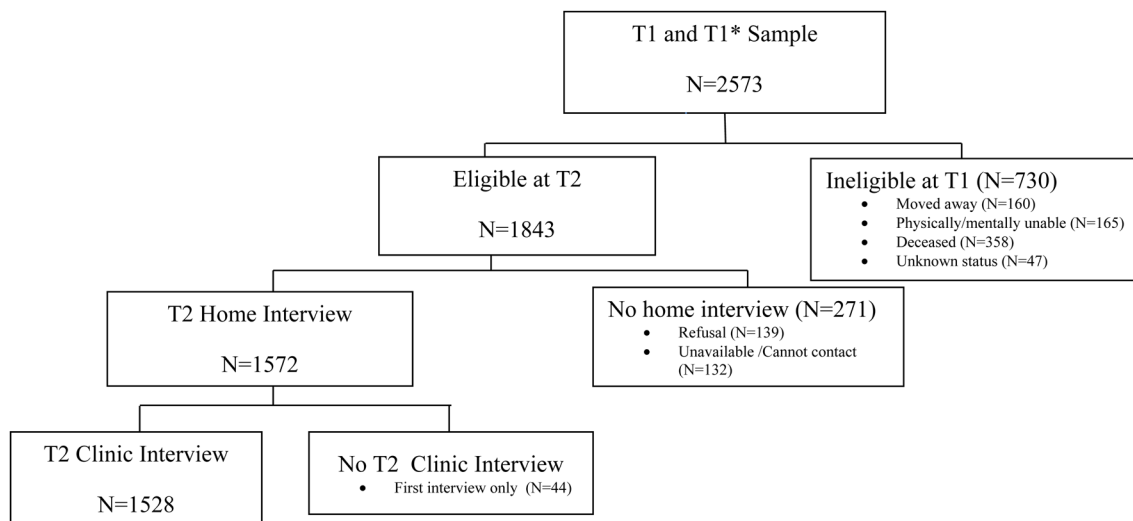 T1 and T1* Sample
N=2573
Eligible at T2
N=1843
Ineligible at T1 (N=730)
• Moved away (N=160)
• Physically/mentally unable (N=165)
• Deceased (N=358)
• Unknown status (N=47)
T2 Home Interview
N=1572
No home interview (N=271)
• Refusal (N=139)
• Unavailable /Cannot contact
(N=132)
T2 Clinic Interview
N=1528
No T2  Clinic Interview
• First interview only  (N=44)